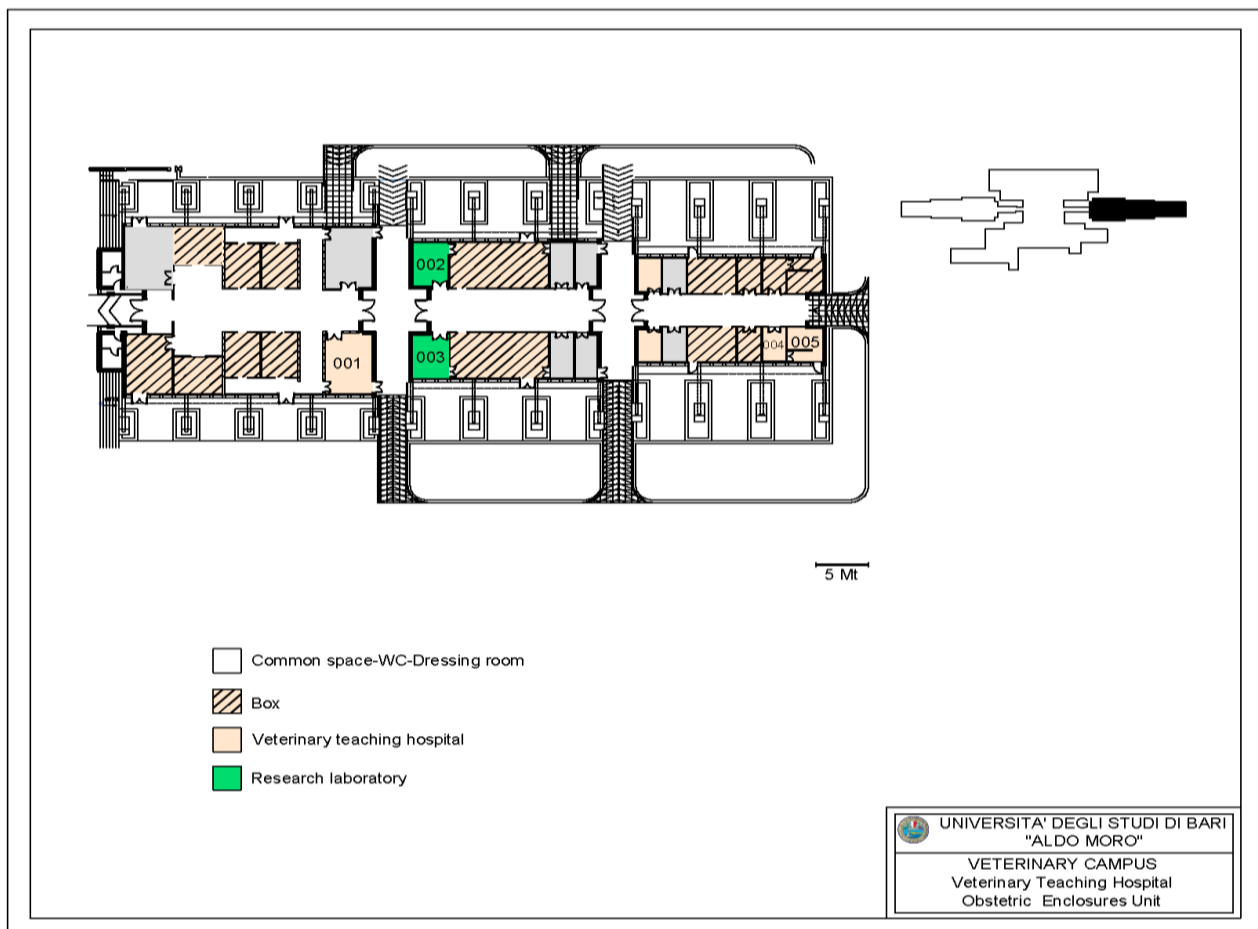 002
001
003
004
005
5 Mt
Common space-WC-Dressing room
Box
Veterinary teaching hospital
Research laboratory
UNIVERSITA' DEGLI STUDI DI BARI
"ALDO MORO"
VETERINARY CAMPUS
Veterinary Teaching Hospital
Obstetric Enclosures Unit